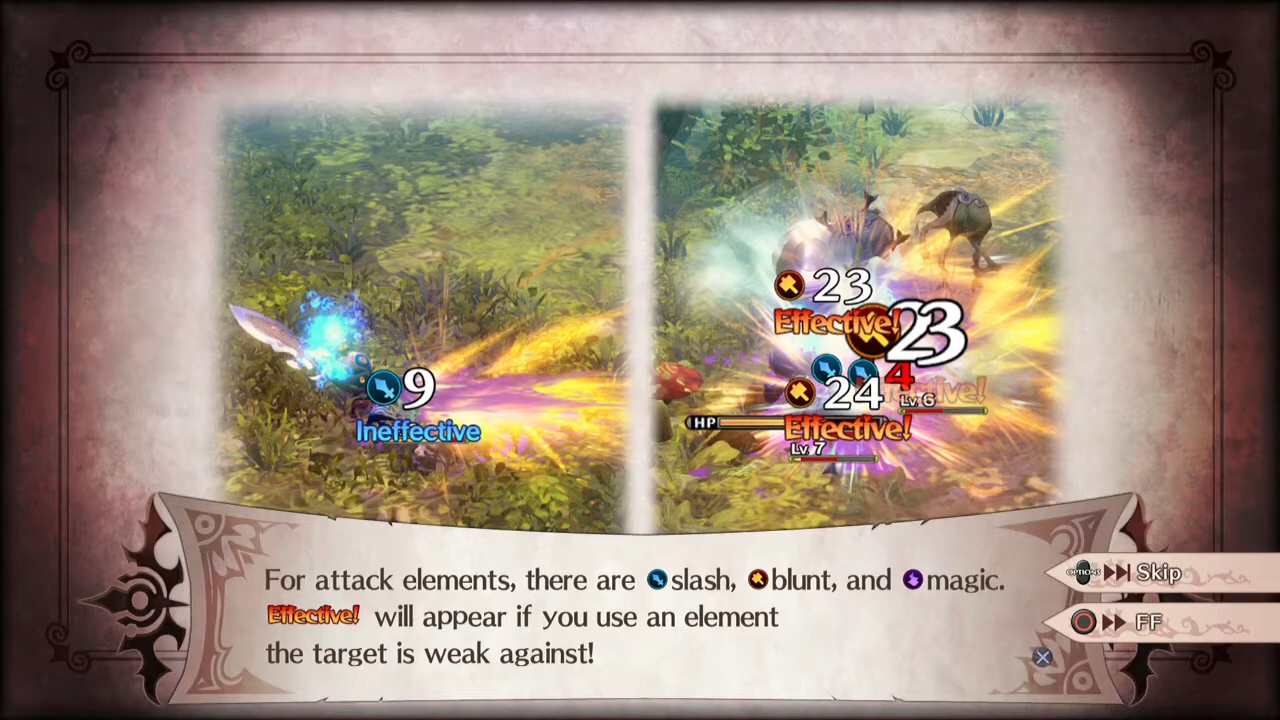 9
Ineffective
23
Effective!
23
4
24
Lv.6
HP
Effective!
Lv.7
For attack elements, there are slash, blunt, and magic.
Effective! will appear if you use an element
the target is weak against!
OPTIONS Skip
FF